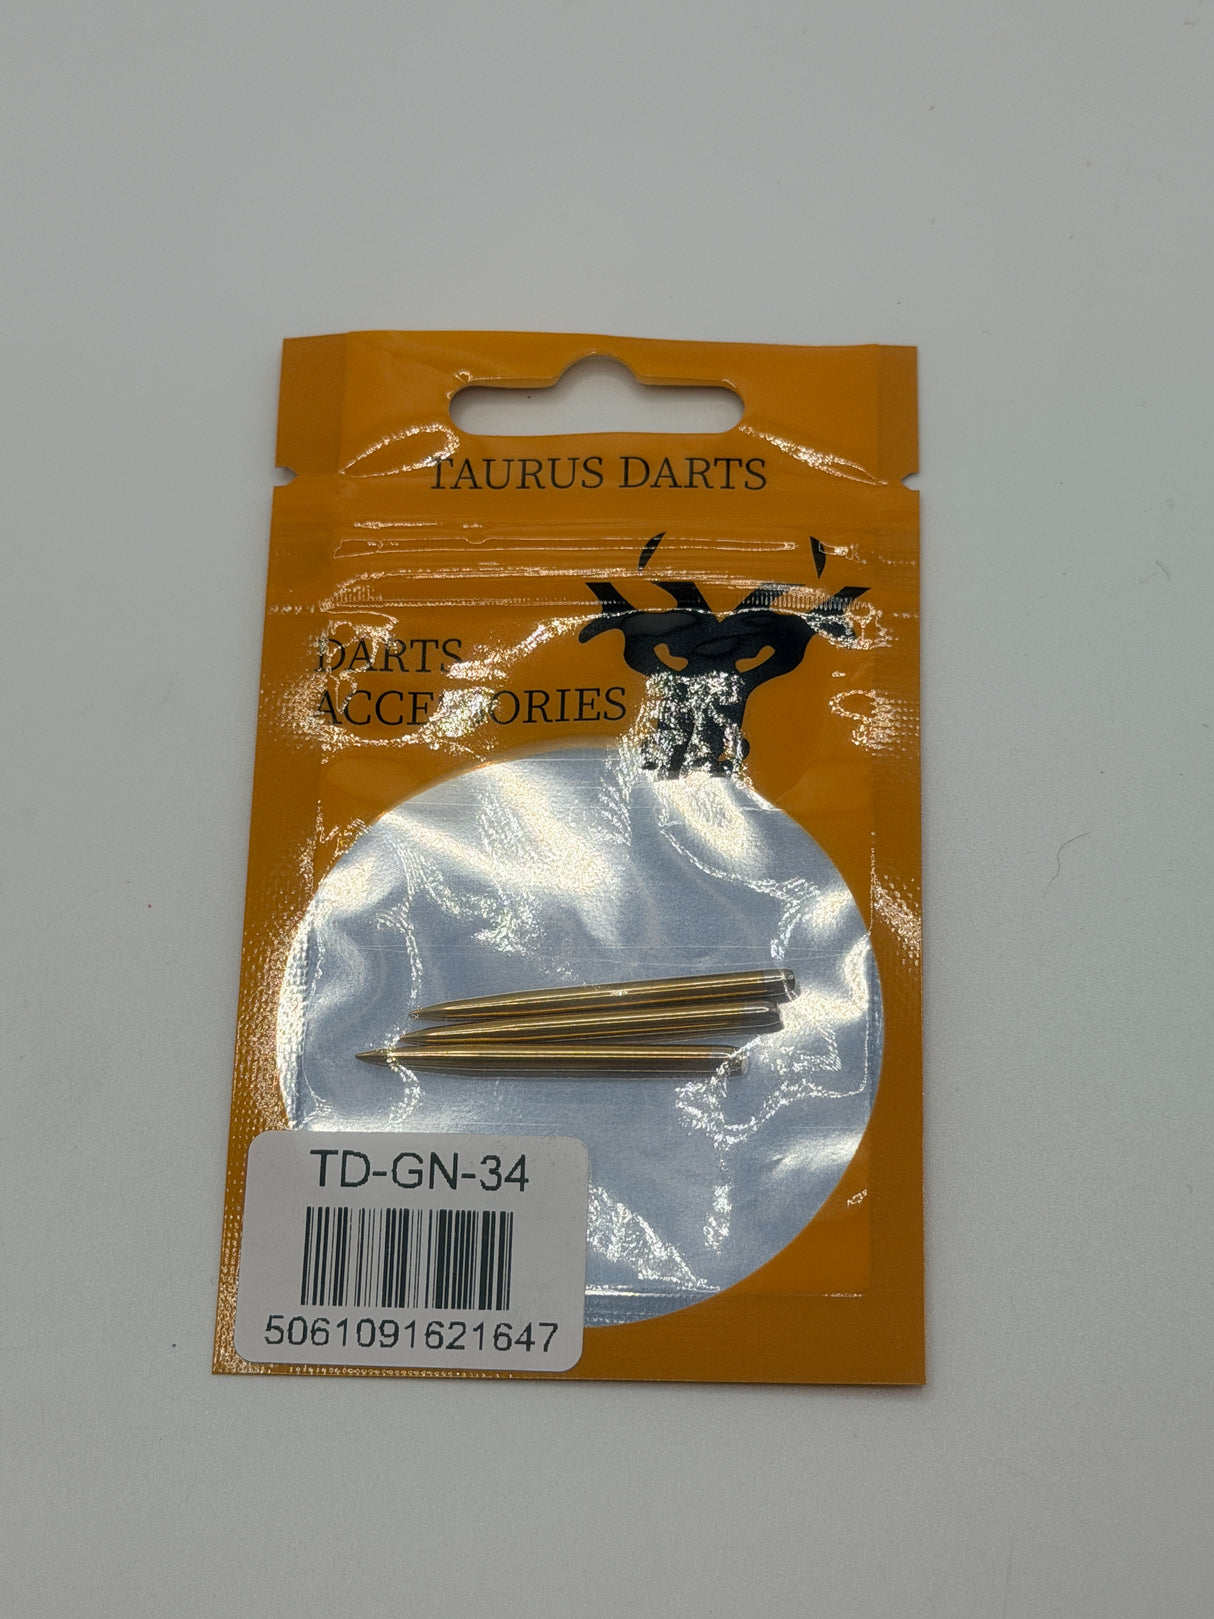 TAURUS DARTS
DARTS
ACCESSORIES
TD-GN-34
5061091621647